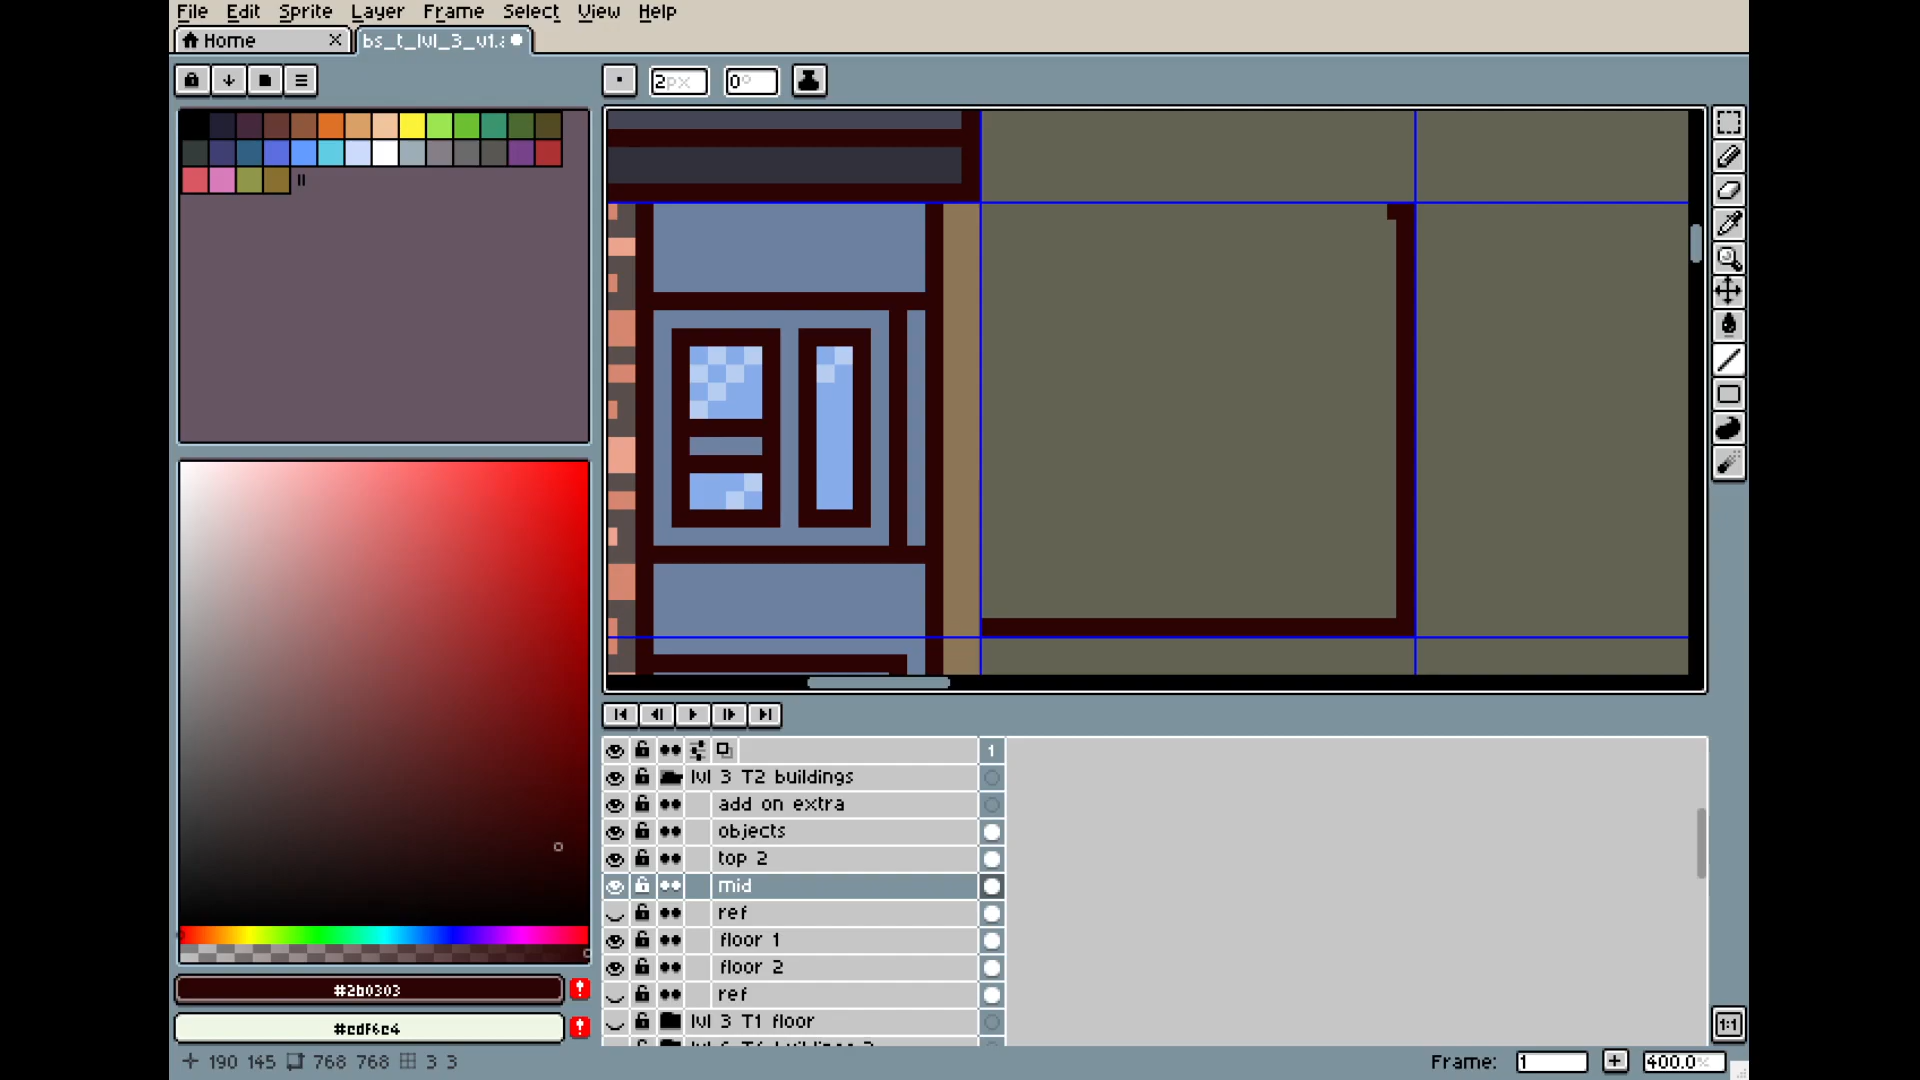 File Edit Sprite Layer Frame Select View Help
Home bs_t_lvl_3_v1.a
2px 0°
1
lvl 3 T2 buildings
add on extra
objects
top 2
mid
ref
floor 1
floor 2
ref
lvl 3 T1 floor
#2b0303
#edf6e4
1:1
190 145 768 768 3 3 Frame: 1 400.0%